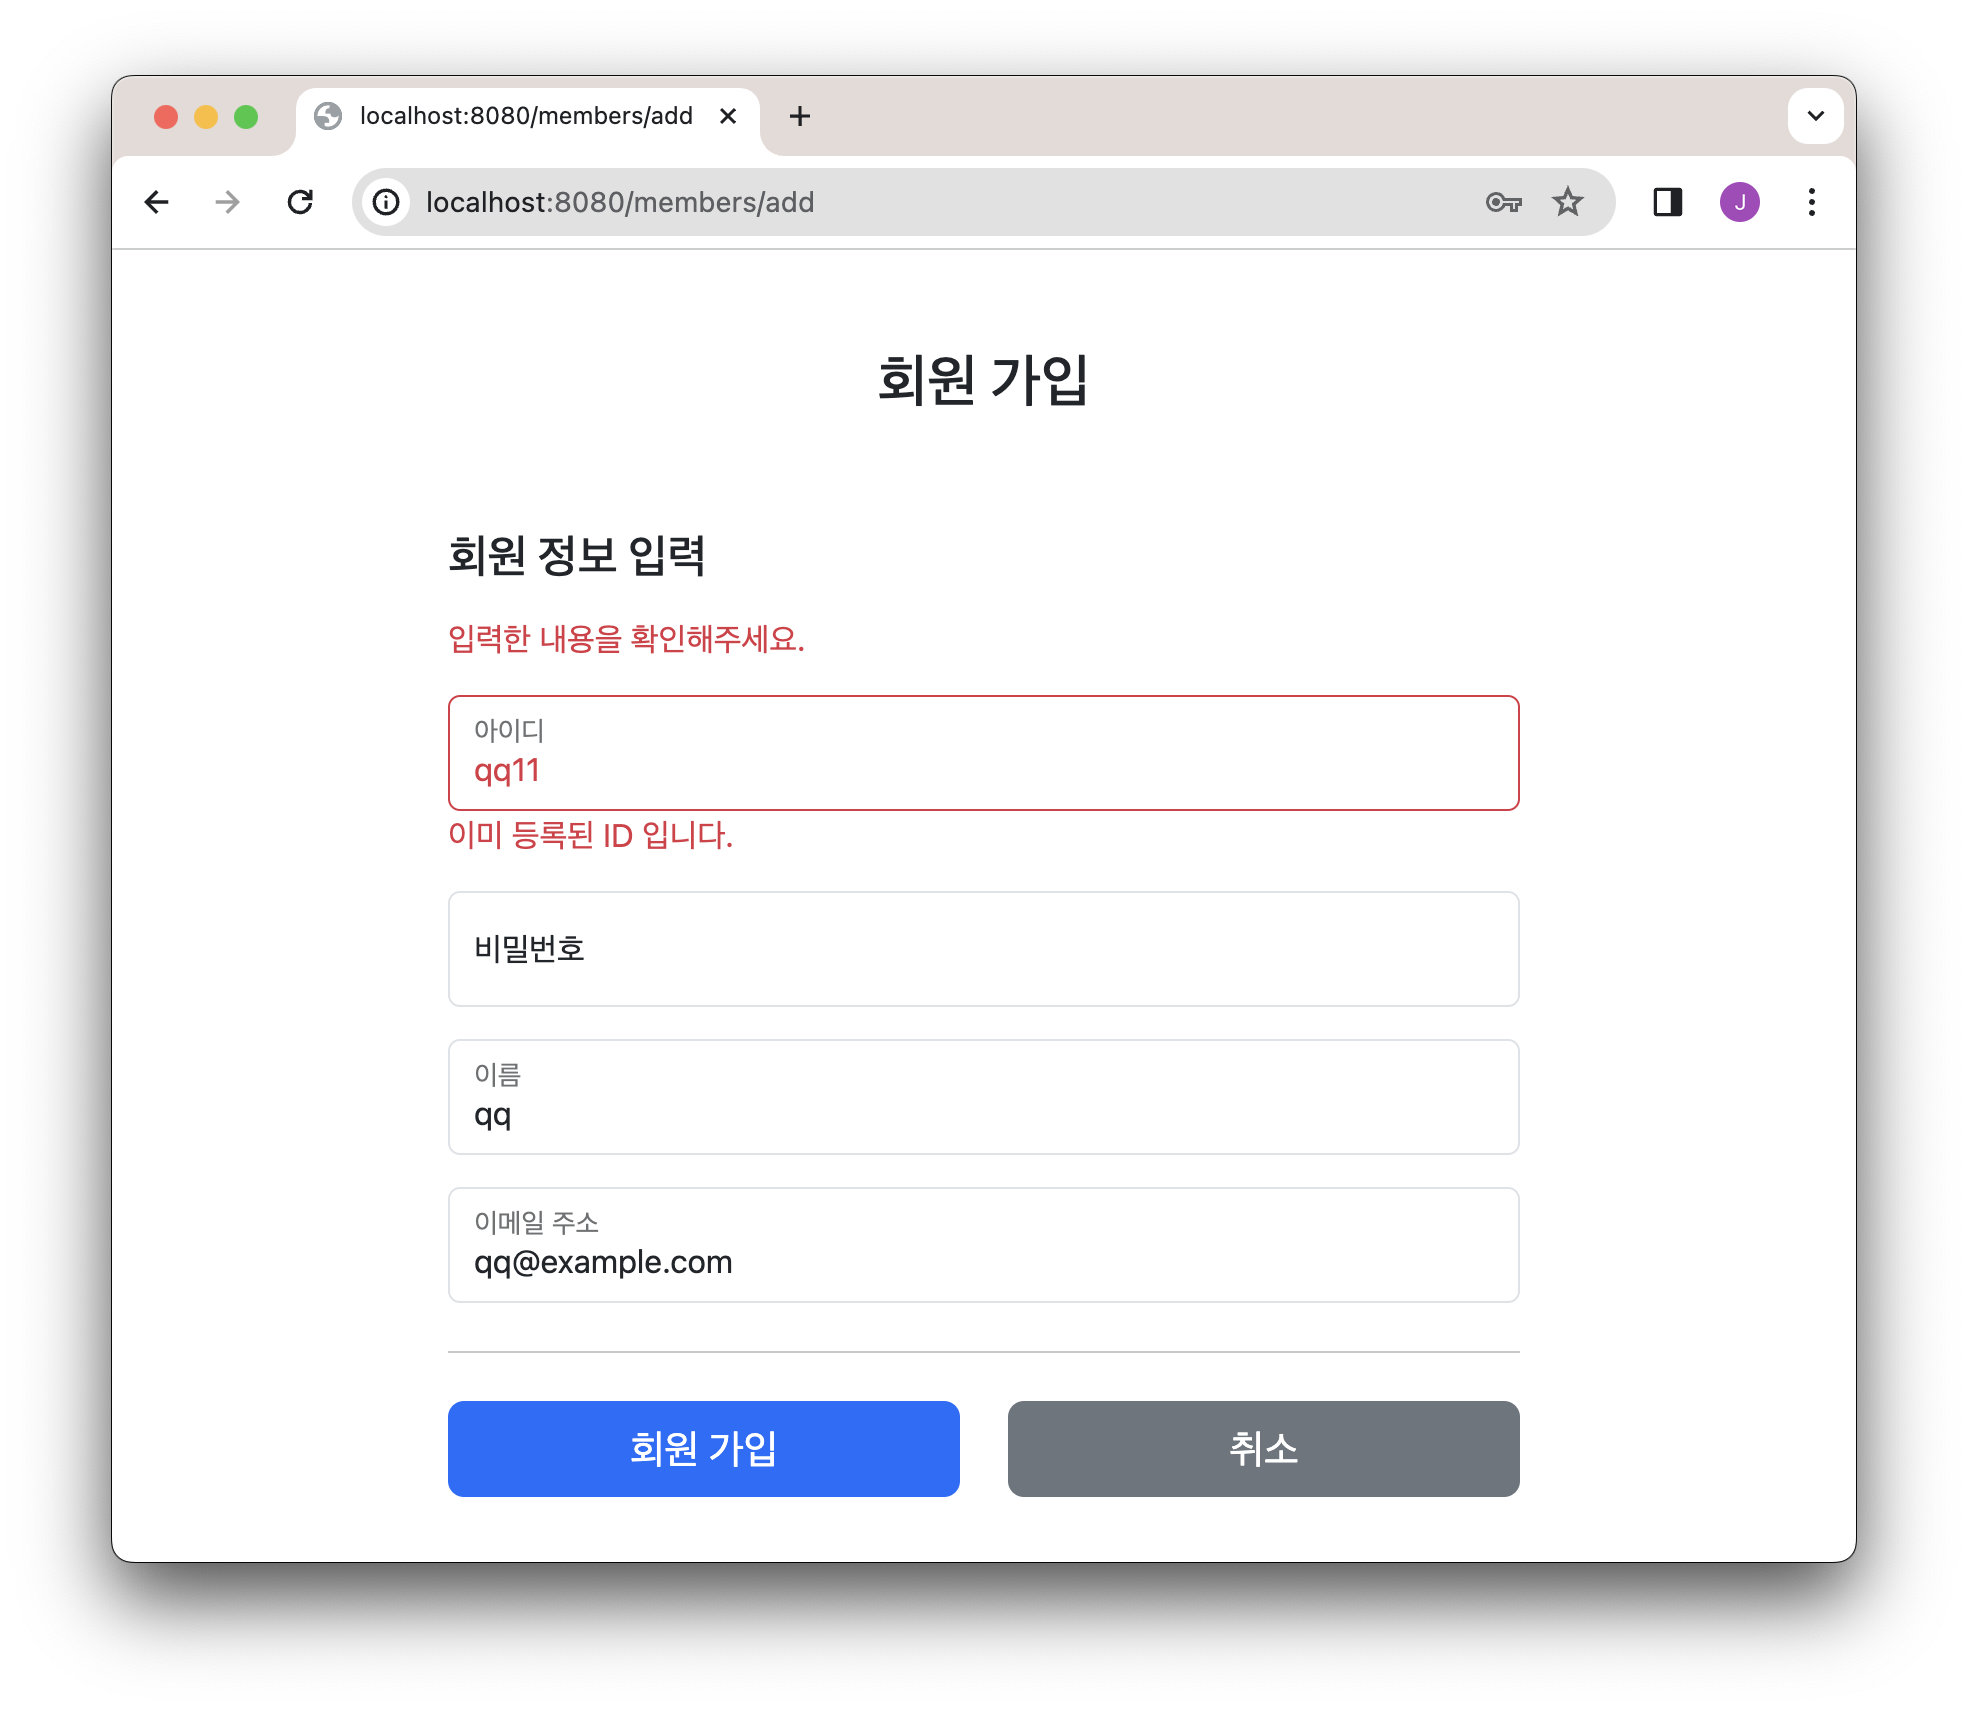 localhost:8080/members/add
localhost:8080/members/add
J
회원 가입
회원 정보 입력
입력한 내용을 확인해주세요.
아이디
qq11
이미 등록된 ID 입니다.
비밀번호
이름
qq
이메일 주소
qq@example.com
회원 가입
취소